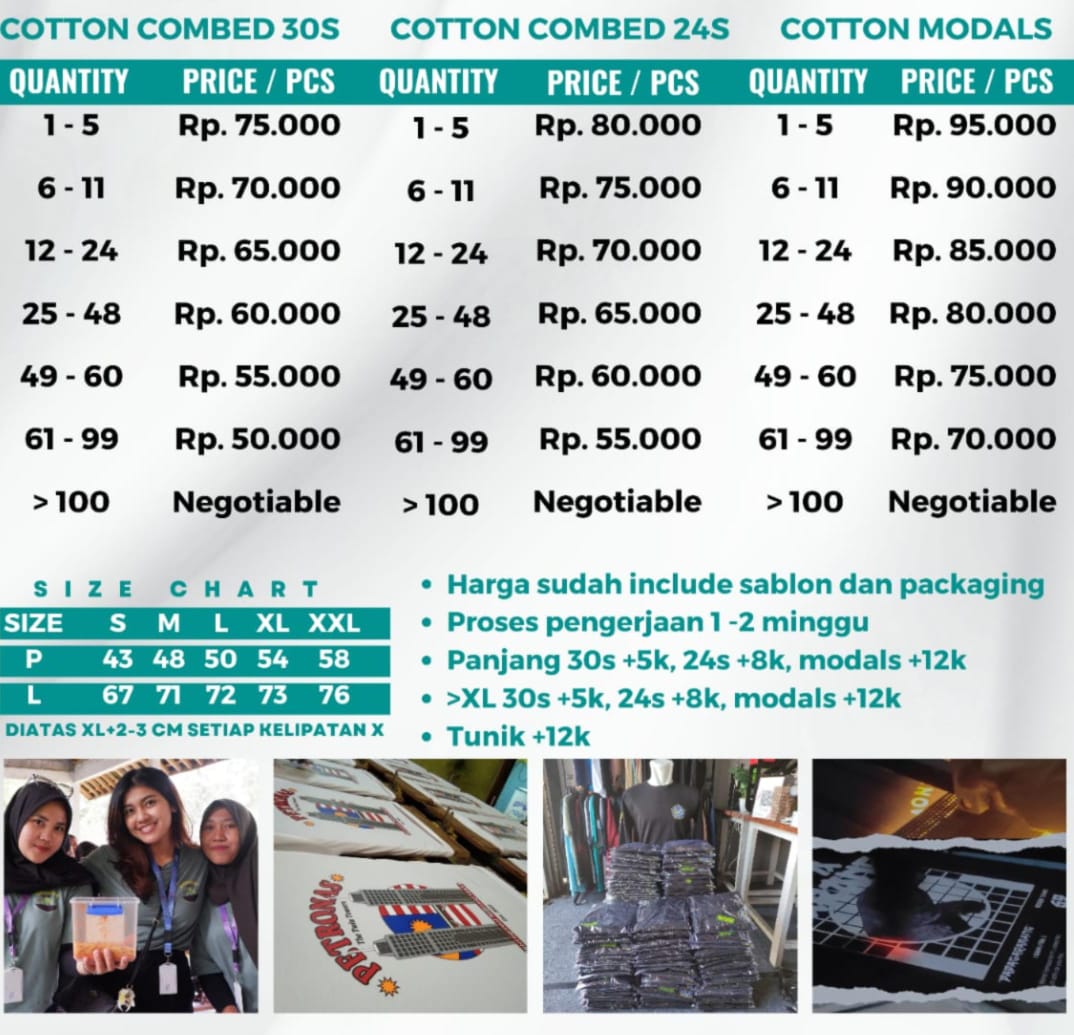 COTTON COMBED 30S COTTON COMBED 24S COTTON MODALS
QUANTITY PRICE / PCS QUANTITY PRICE / PCS QUANTITY PRICE / PCS
1 - 5 Rp. 75.000 1 - 5 Rp. 80.000 1 - 5 Rp. 95.000
6 - 11 Rp. 70.000 6 - 11 Rp. 75.000 6 - 11 Rp. 90.000
12 - 24 Rp. 65.000 12 - 24 Rp. 70.000 12 - 24 Rp. 85.000
25 - 48 Rp. 60.000 25 - 48 Rp. 65.000 25 - 48 Rp. 80.000
49 - 60 Rp. 55.000 49 - 60 Rp. 60.000 49 - 60 Rp. 75.000
61 - 99 Rp. 50.000 61 - 99 Rp. 55.000 61 - 99 Rp. 70.000
> 100 Negotiable > 100 Negotiable > 100 Negotiable
SIZE CHART
SIZE S M L XL XXL
P 43 48 50 54 58
L 67 71 72 73 76
DIATAS XL+2-3 CM SETIAP KELIPATAN X
• Harga sudah include sablon dan packaging
• Proses pengerjaan 1 -2 minggu
• Panjang 30s +5k, 24s +8k, modals +12k
• >XL 30s +5k, 24s +8k, modals +12k
• Tunik +12k
PETRONAS
The Twin Towers